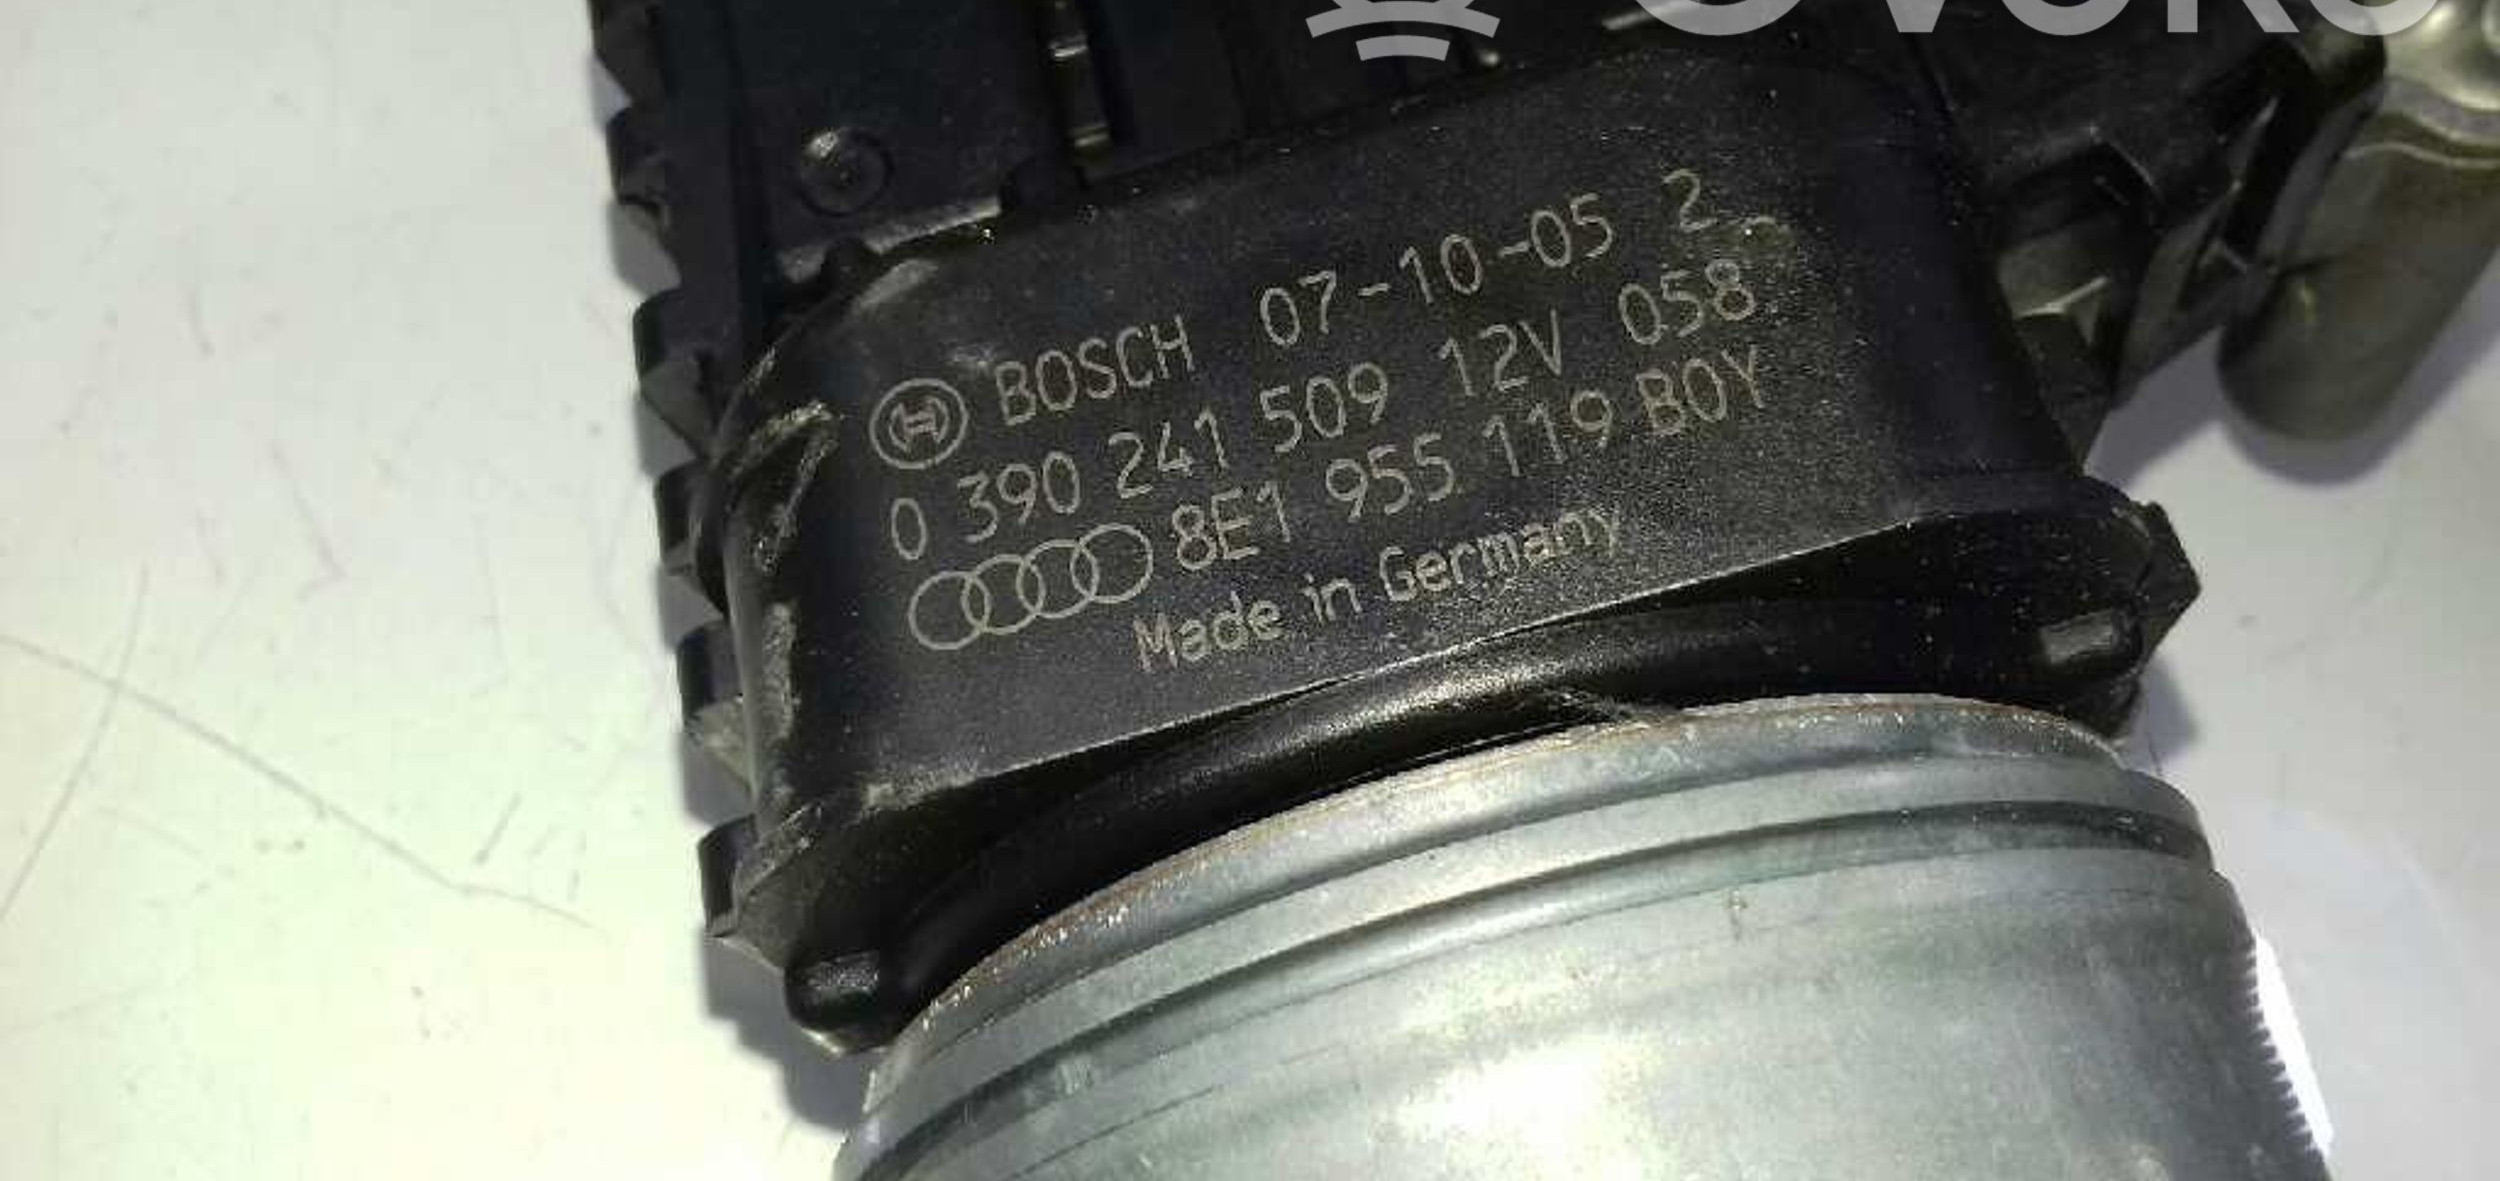 BOSCH 07-10-05 2
0 390 241 509 12V 058
8E1 955 119 B0Y
Made in Germany